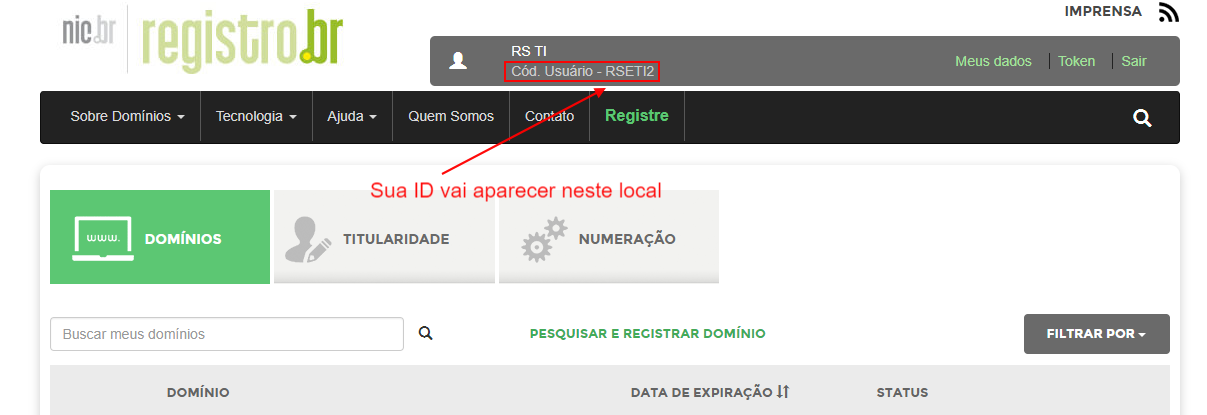 IMPRENSA
nic.br
registro.br
RS TI
Cód. Usuário - RSETI2
Meus dados Token Sair
Sobre Domínios Tecnologia Ajuda Quem Somos Contato Registre
Sua ID vai aparecer neste local
www.
DOMÍNIOS TITULARIDADE NUMERAÇÃO
Buscar meus domínios PESQUISAR E REGISTRAR DOMÍNIO FILTRAR POR
DOMÍNIO DATA DE EXPIRAÇÃO STATUS